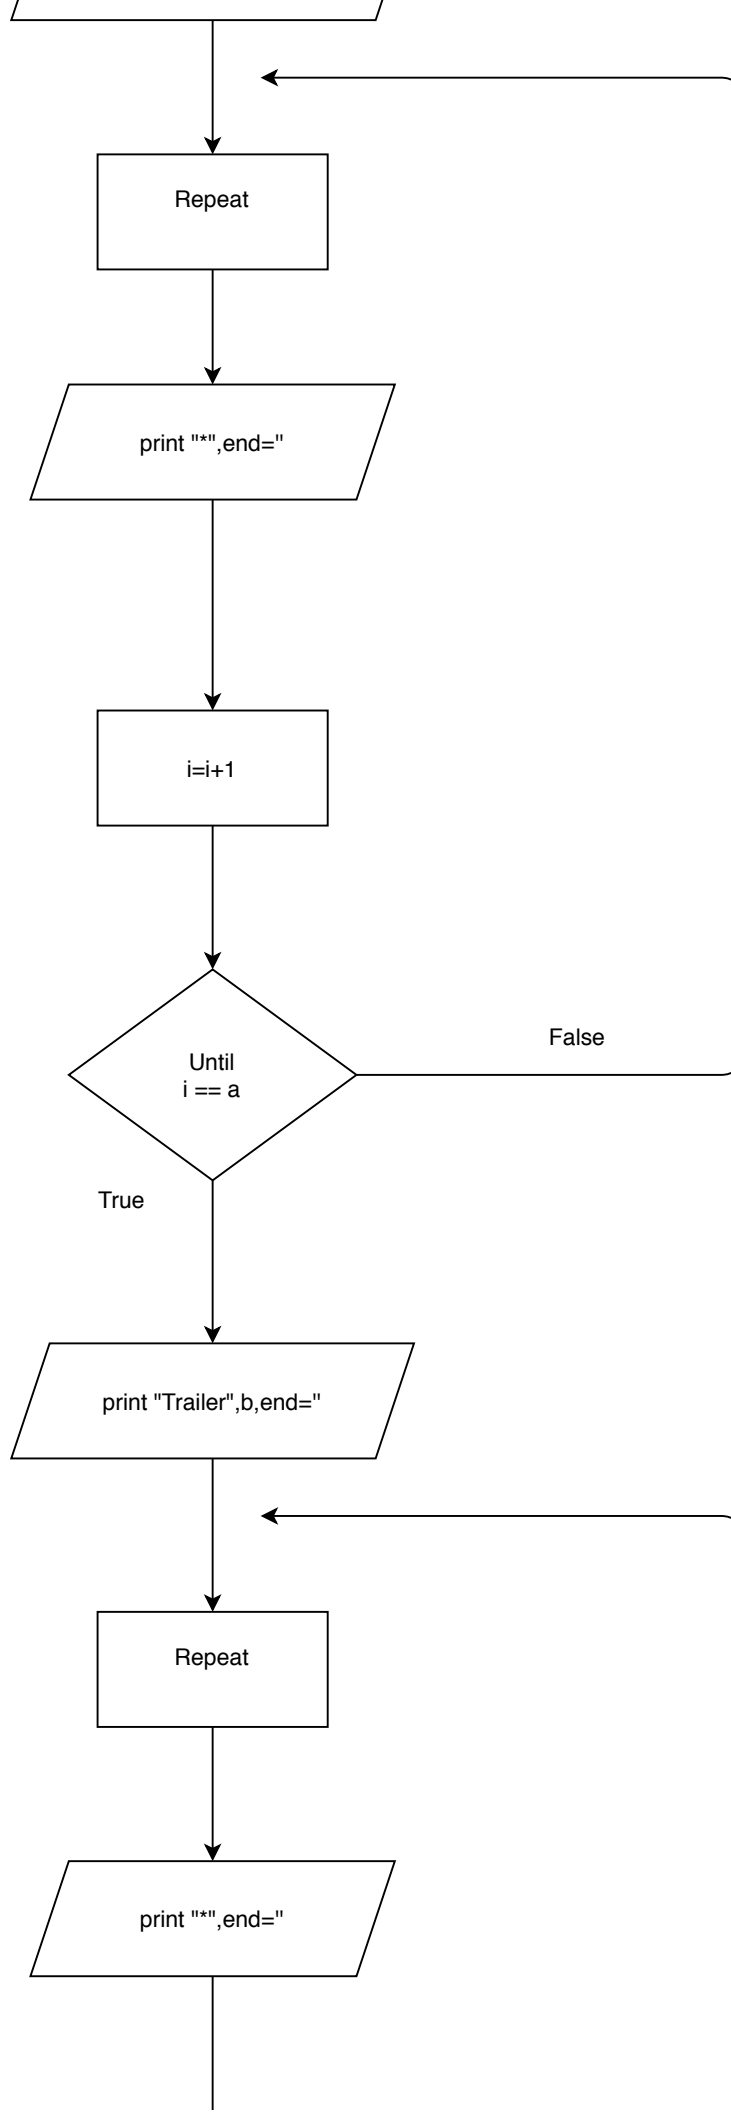 Repeat
print "*",end=''
i=i+1
Until
i == a
False
True
print "Trailer",b,end=''
Repeat
print "*",end=''